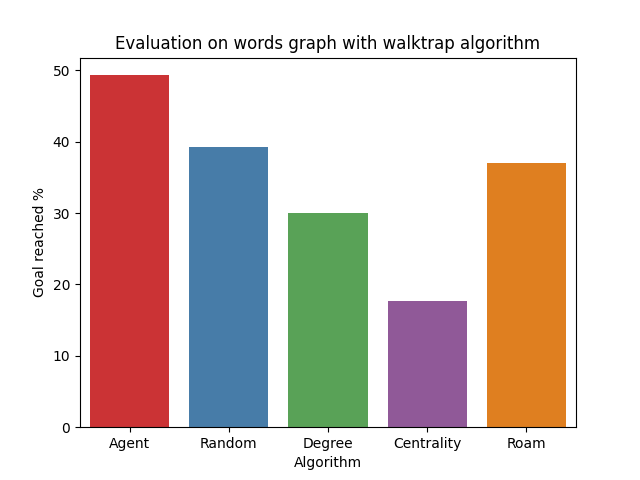 Evaluation on words graph with walktrap algorithm
50
40
30
20
10
0
Goal reached %
Agent Random Degree Centrality Roam
Algorithm